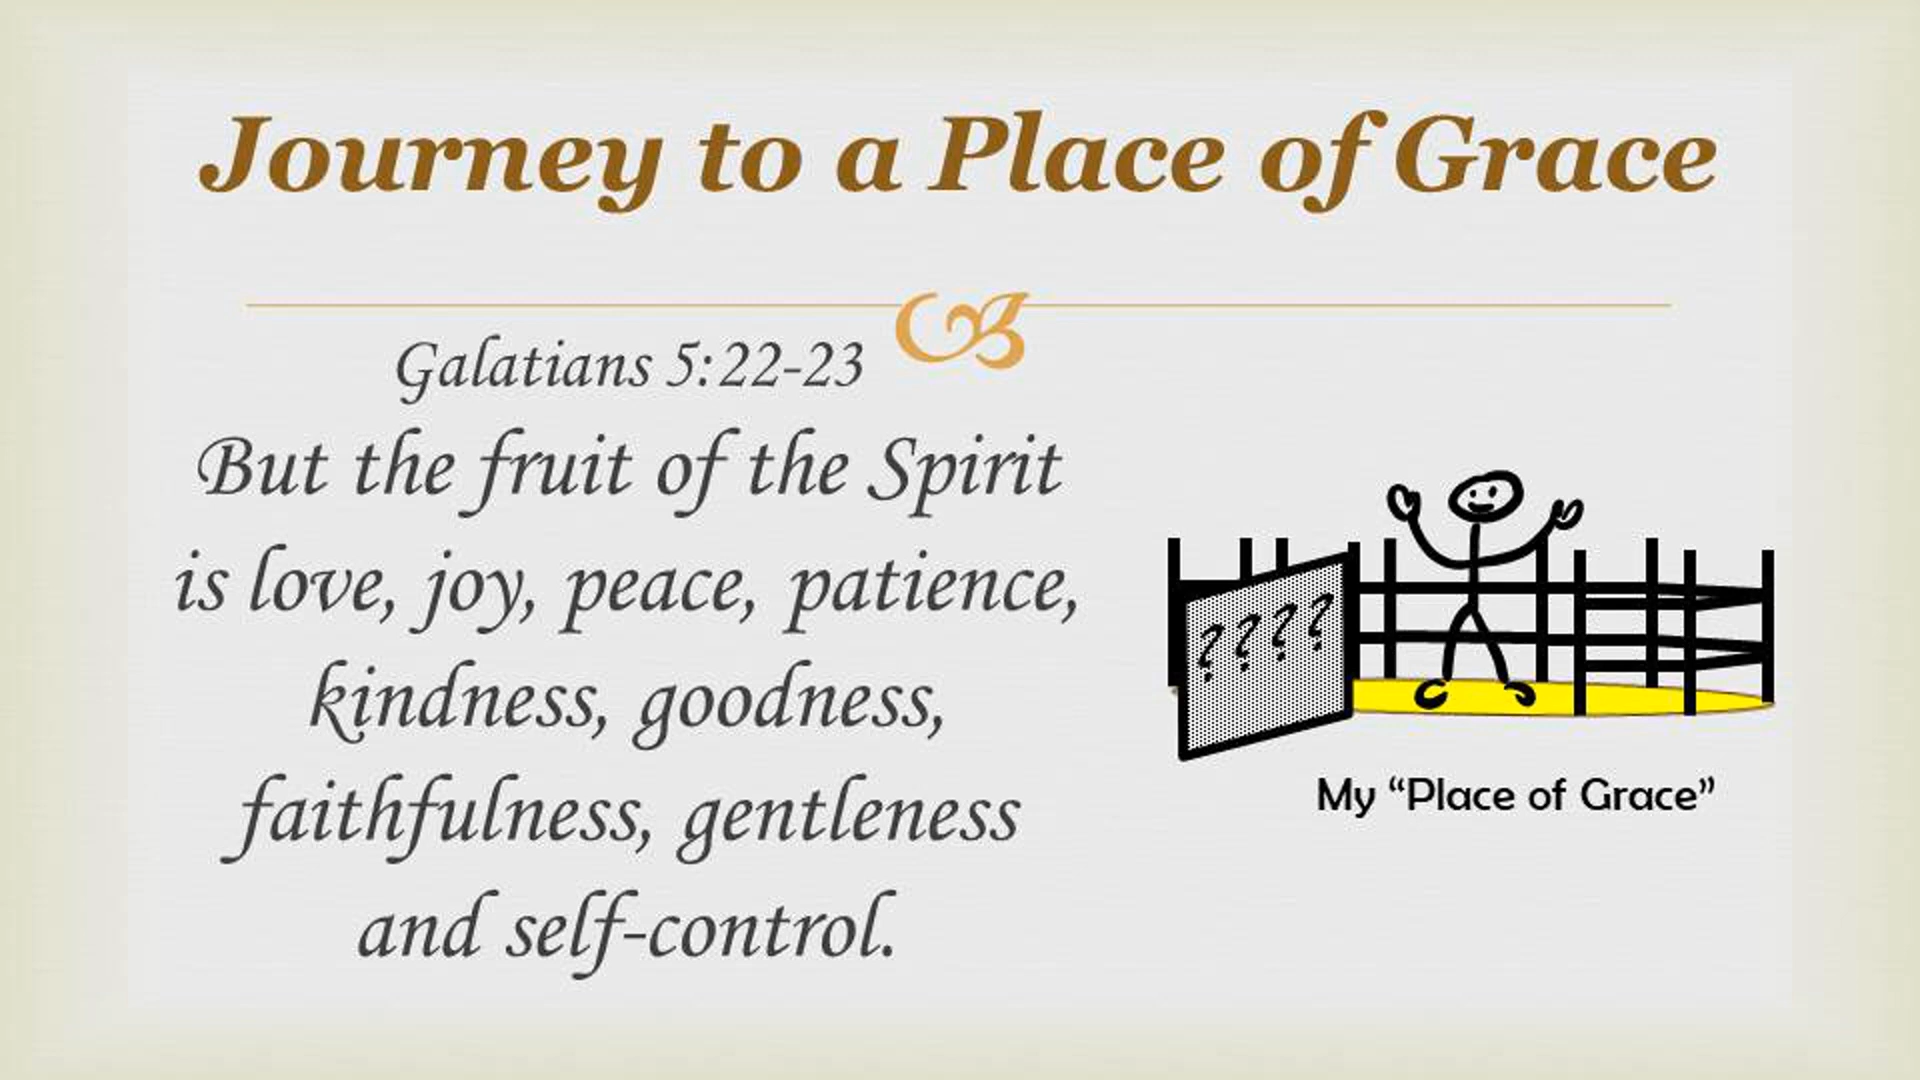 Journey to a Place of Grace
Galatians 5:22-23
But the fruit of the Spirit
is love, joy, peace, patience,
kindness, goodness,
faithfulness, gentleness
and self-control.
? ? ? ?
My “Place of Grace”